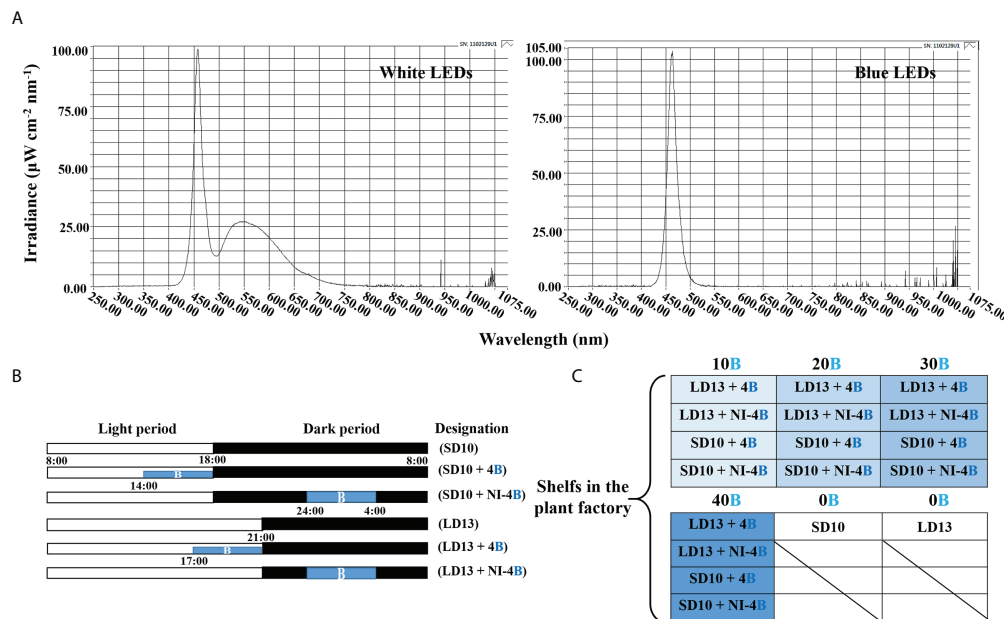 A
SN: 1102129U1
White LEDs
100.00
75.00
50.00
25.00
0.00
Irradiance (µW cm-2 nm-1)
250.00 300.00 350.00 400.00 450.00 500.00 550.00 600.00 650.00 700.00 750.00 800.00 850.00 900.00 950.00 1000.00 1075.00
SN: 1102129U1
Blue LEDs
105.00
100.00
75.00
50.00
25.00
0.00
250.00 300.00 350.00 400.00 450.00 500.00 550.00 600.00 650.00 700.00 750.00 800.00 850.00 900.00 950.00 1000.00 1075.00
Wavelength (nm)
B
Light period Dark period Designation
(SD10)
8:00 18:00 8:00
B (SD10 + 4B)
14:00
B (SD10 + NI-4B)
24:00 4:00
(LD13)
21:00
B (LD13 + 4B)
17:00
B (LD13 + NI-4B)
C
Shelfs in the
plant factory
10B 20B 30B
LD13 + 4B LD13 + 4B LD13 + 4B
LD13 + NI-4B LD13 + NI-4B LD13 + NI-4B
SD10 + 4B SD10 + 4B SD10 + 4B
SD10 + NI-4B SD10 + NI-4B SD10 + NI-4B
40B 0B 0B
LD13 + 4B SD10 LD13
LD13 + NI-4B
SD10 + 4B
SD10 + NI-4B